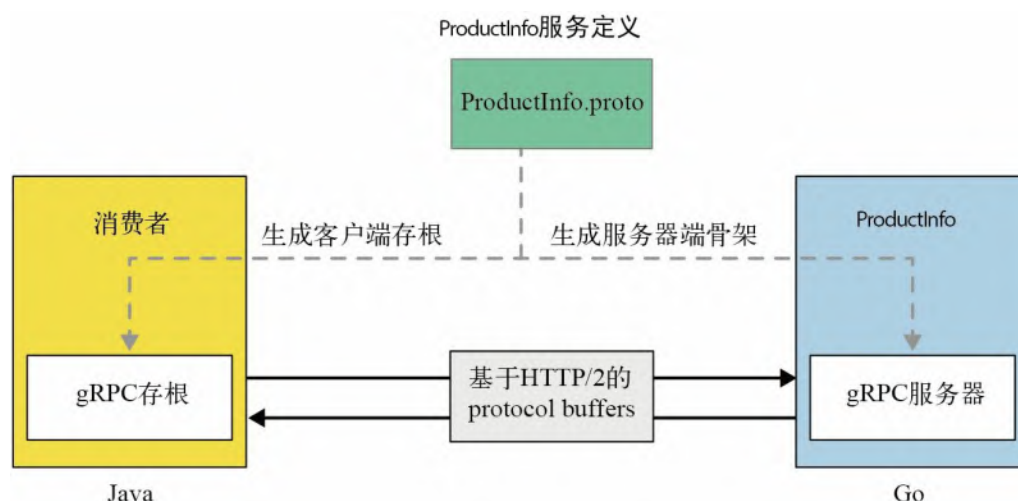 ProductInfo服务定义
ProductInfo.proto
消费者
ProductInfo
生成客户端存根
生成服务器端骨架
gRPC存根
基于HTTP/2的
protocol buffers
gRPC服务器
Java
Go